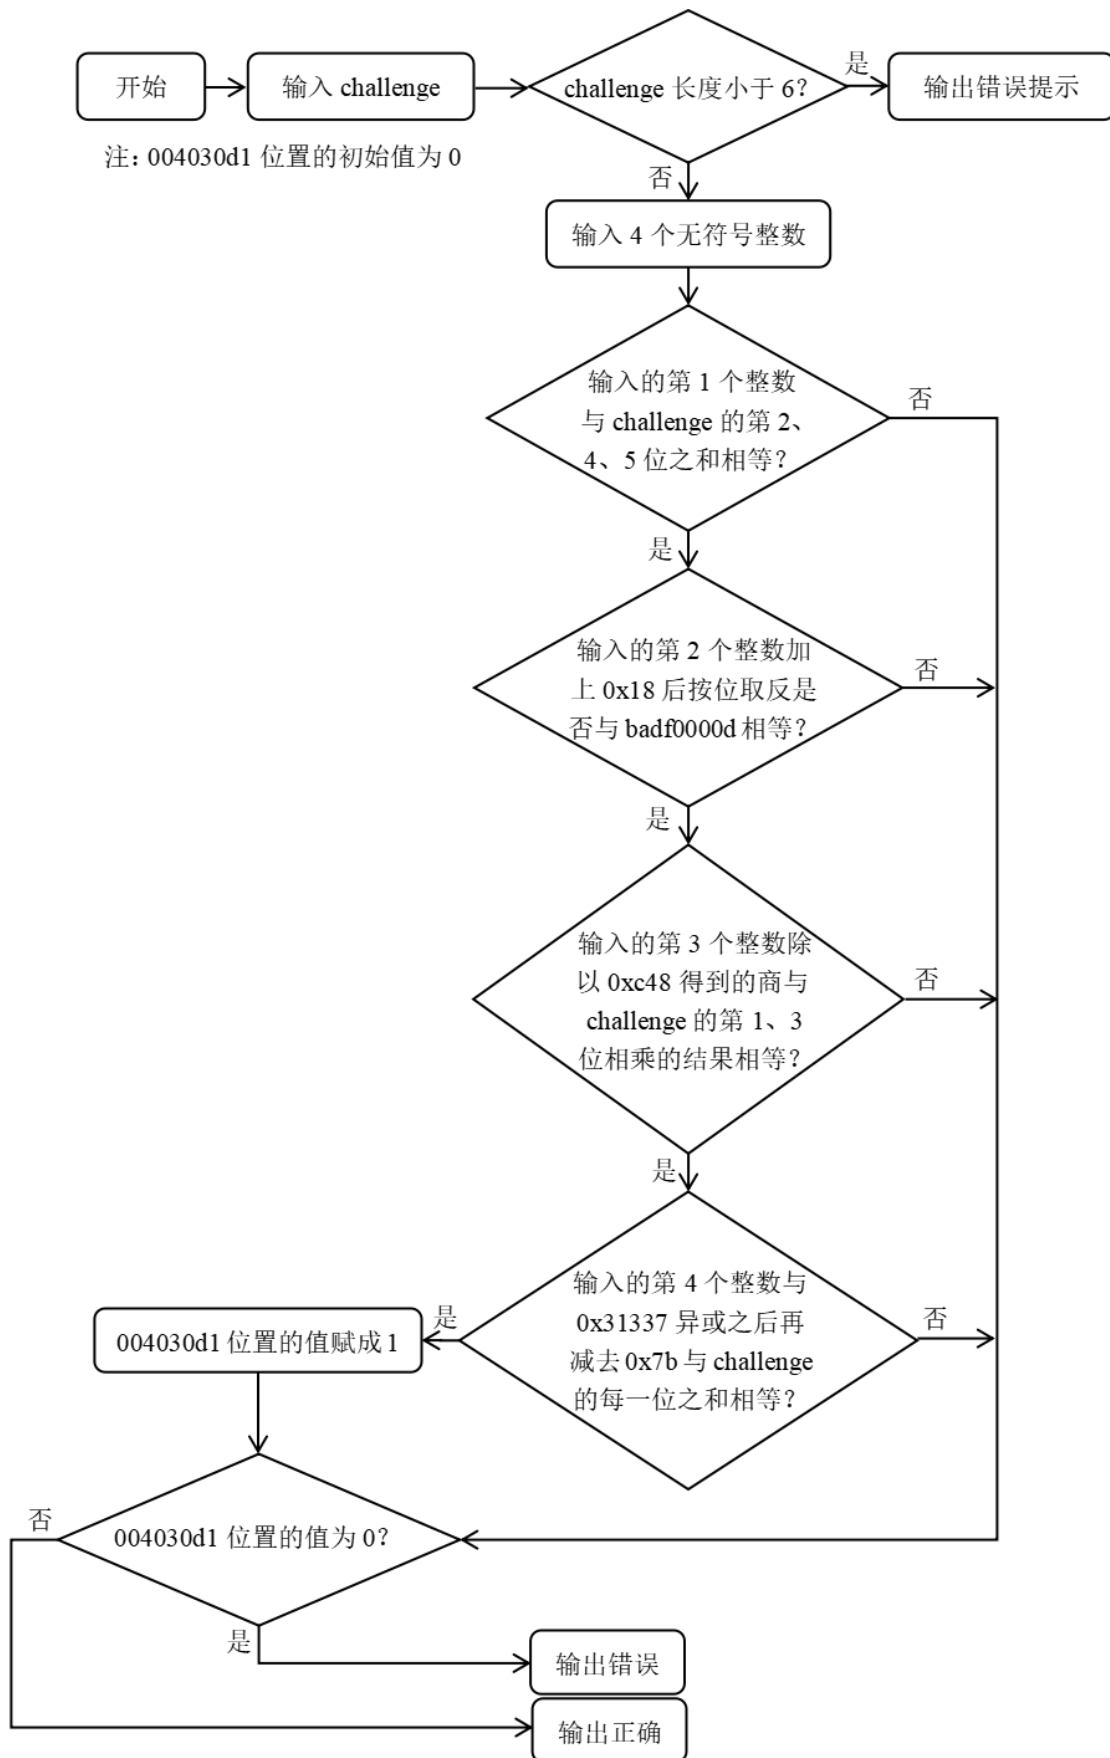 开始
输入 challenge
challenge 长度小于 6？
是
输出错误提示
注：004030d1 位置的初始值为 0
否
输入 4 个无符号整数
输入的第 1 个整数
与 challenge 的第 2、
4、5 位之和相等？
否
是
输入的第 2 个整数加
上 0x18 后按位取反是
否与 badf0000d 相等？
否
是
输入的第 3 个整数除
以 0xc48 得到的商与
challenge 的第 1、3
位相乘的结果相等？
否
是
输入的第 4 个整数与
0x31337 异或之后再
减去 0x7b 与 challenge
的每一位之和相等？
否
是
004030d1 位置的值赋成 1
004030d1 位置的值为 0？
否
是
输出错误
输出正确